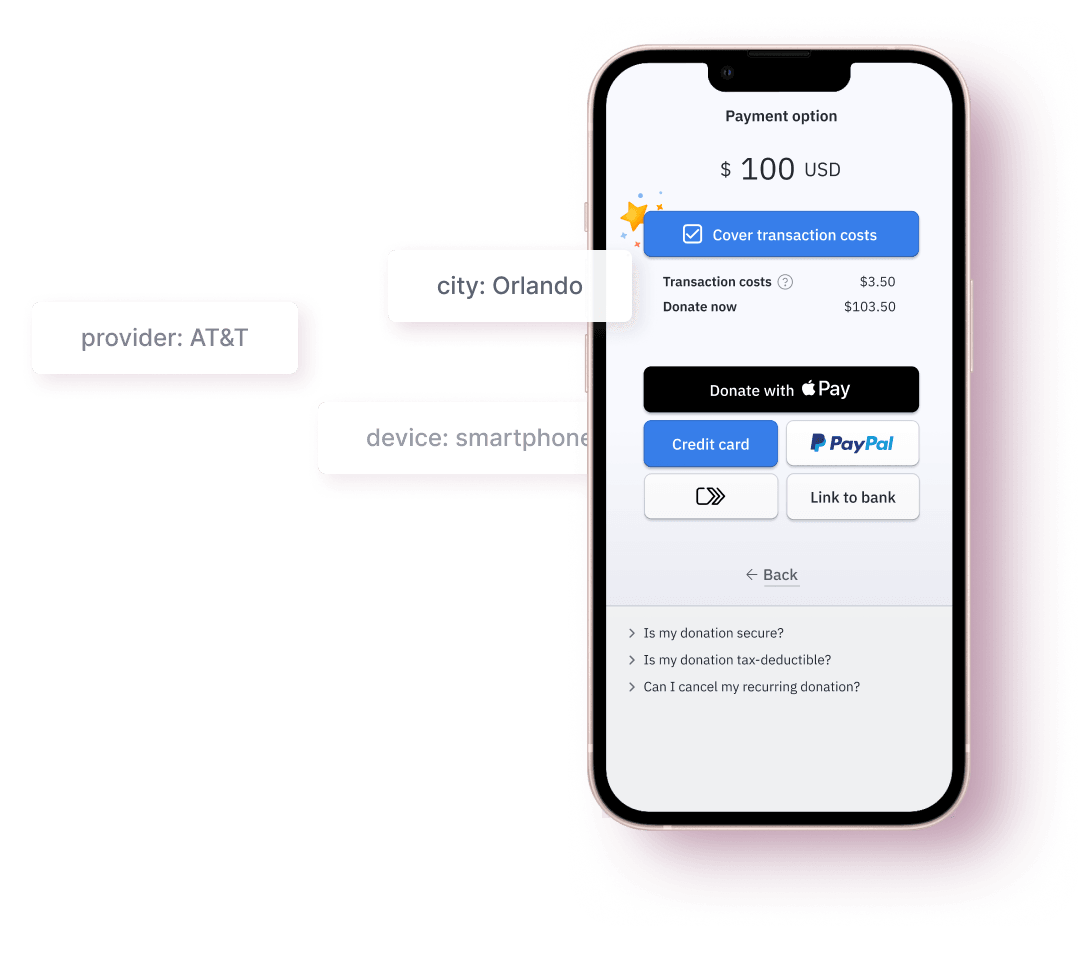 Payment option
$ 100 USD
Cover transaction costs
city: Orlando
Transaction costs ? $3.50
Donate now $103.50
provider: AT&T
Donate with Pay
device: smartphone
Credit card
PayPal
Link to bank
Back
Is my donation secure?
Is my donation tax-deductible?
Can I cancel my recurring donation?